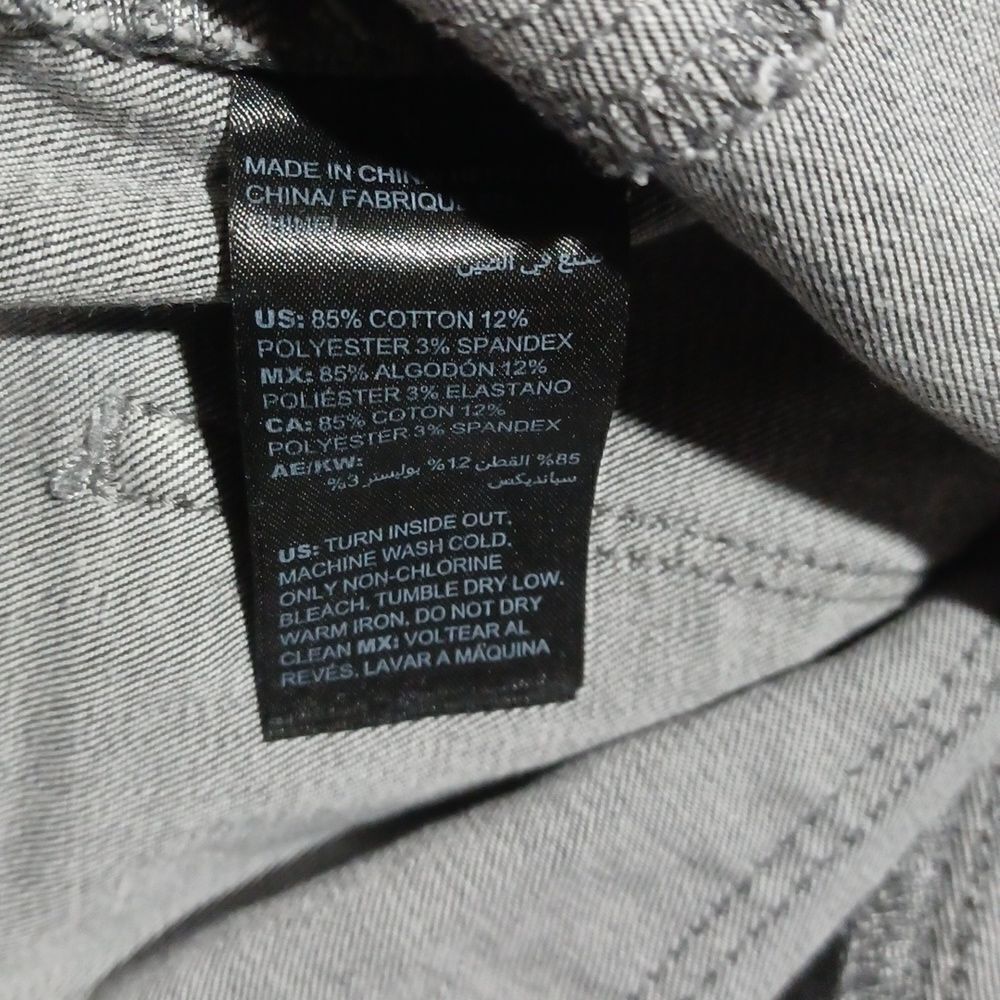 MADE IN
CHINA/
صنع في الصين
US: 85% COTTON 12%
POLYESTER 3% SPANDEX
MX: 85% ALGODÓN 12%
POLIÉSTER 3% ELASTANO
CA: 85% COTON 12%
POLYESTER 3% SPANDEX
AE/KW: 85% القطن 12% بوليستر 3%
سباندیکس
US: TURN INSIDE OUT.
MACHINE WASH COLD.
ONLY NON-CHLORINE
BLEACH. TUMBLE DRY LOW.
WARM IRON. DO NOT DRY
CLEAN MX: VOLTEAR AL
REVÉS. LAVAR A MÁQUINA